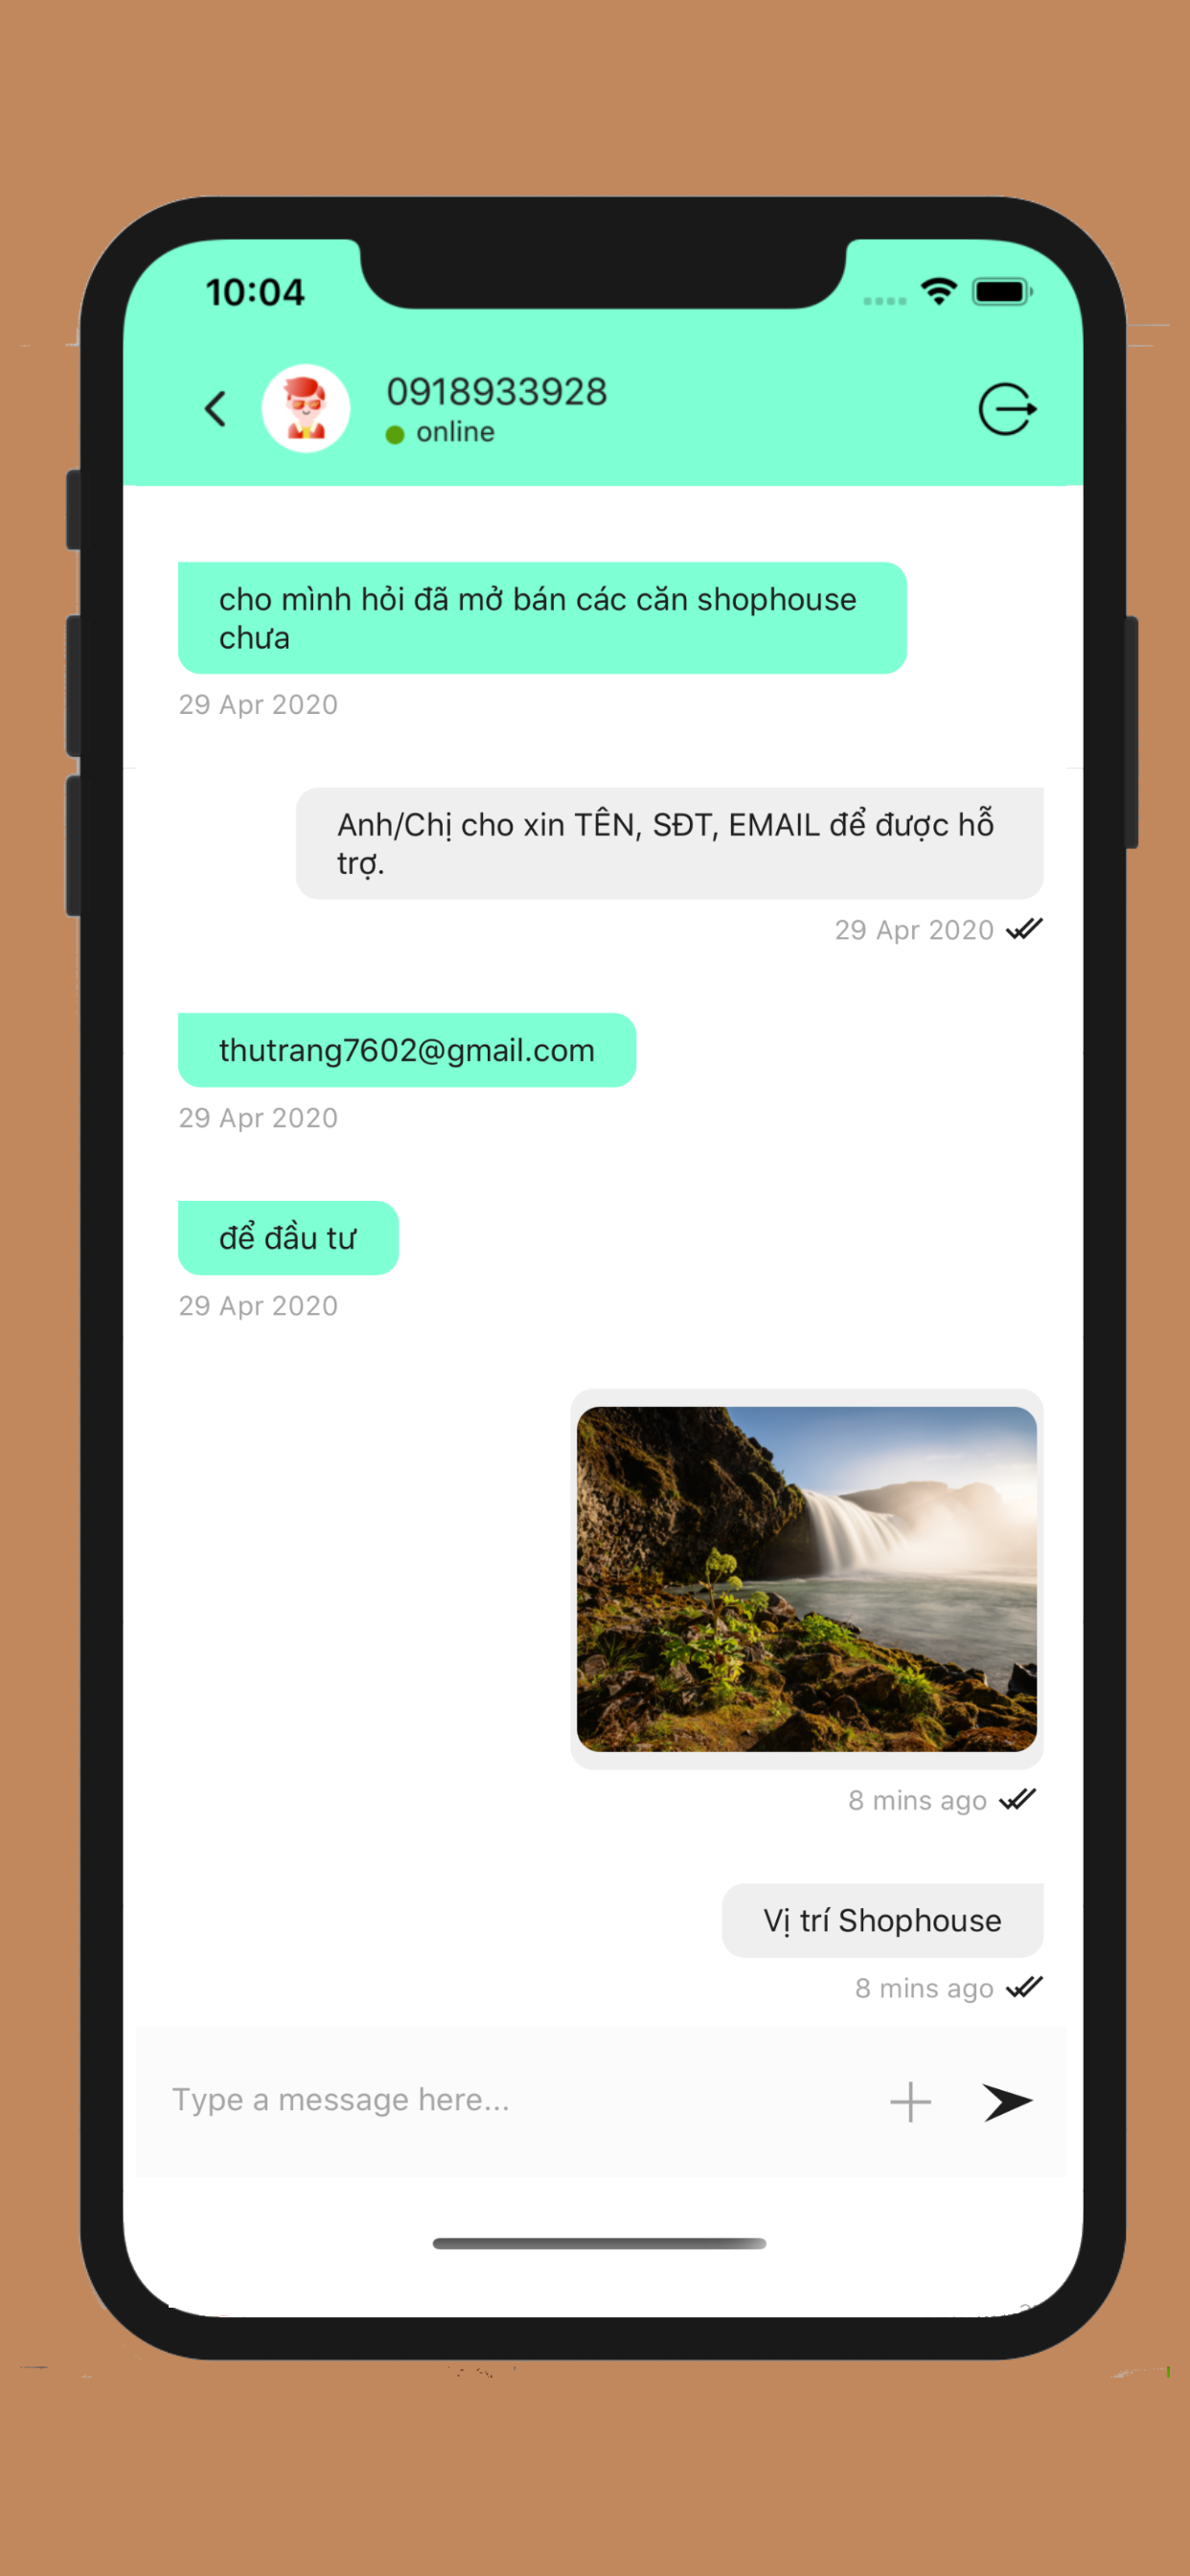 10:04
0918933928
online
cho mình hỏi đã mở bán các căn shophouse
chưa
29 Apr 2020
Anh/Chị cho xin TÊN, SĐT, EMAIL để được hỗ
trợ.
29 Apr 2020
thutrang7602@gmail.com
29 Apr 2020
để đầu tư
29 Apr 2020
8 mins ago
Vị trí Shophouse
8 mins ago
Type a message here...